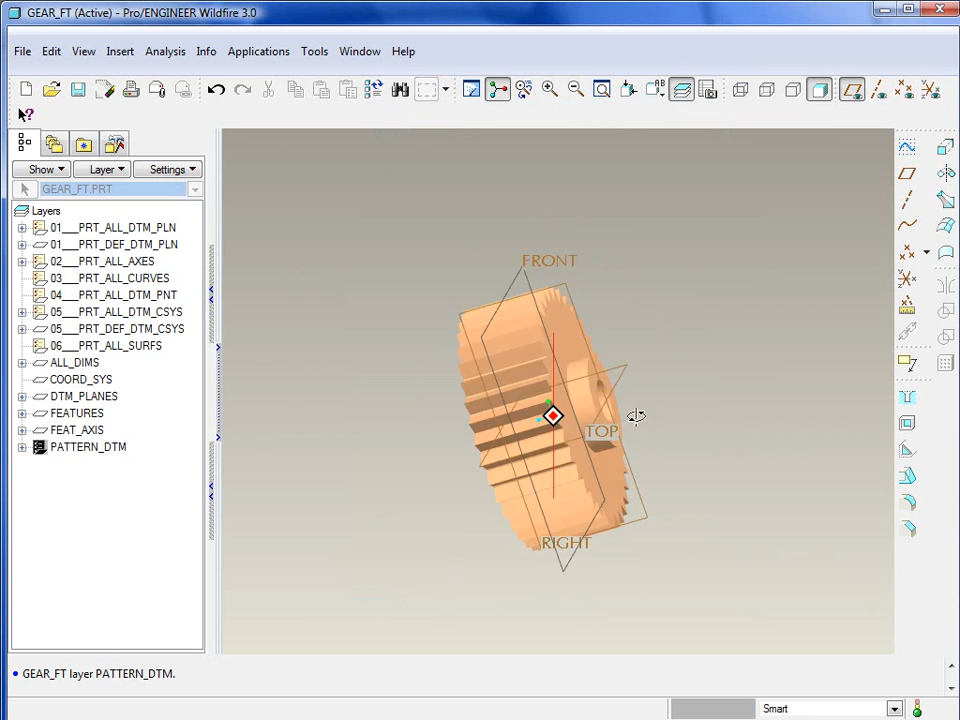 GEAR_FT (Active) - Pro/ENGINEER Wildfire 3.0
File Edit View Insert Analysis Info Applications Tools Window Help
Show Layer Settings
GEAR_FT.PRT
Layers
01___PRT_ALL_DTM_PLN
01___PRT_DEF_DTM_PLN
02___PRT_ALL_AXES
03___PRT_ALL_CURVES
04___PRT_ALL_DTM_PNT
05___PRT_ALL_DTM_CSYS
05___PRT_DEF_DTM_CSYS
06___PRT_ALL_SURFS
ALL_DIMS
COORD_SYS
DTM_PLANES
FEATURES
FEAT_AXIS
PATTERN_DTM
FRONT
TOP
RIGHT
GEAR_FT layer PATTERN_DTM.
Smart